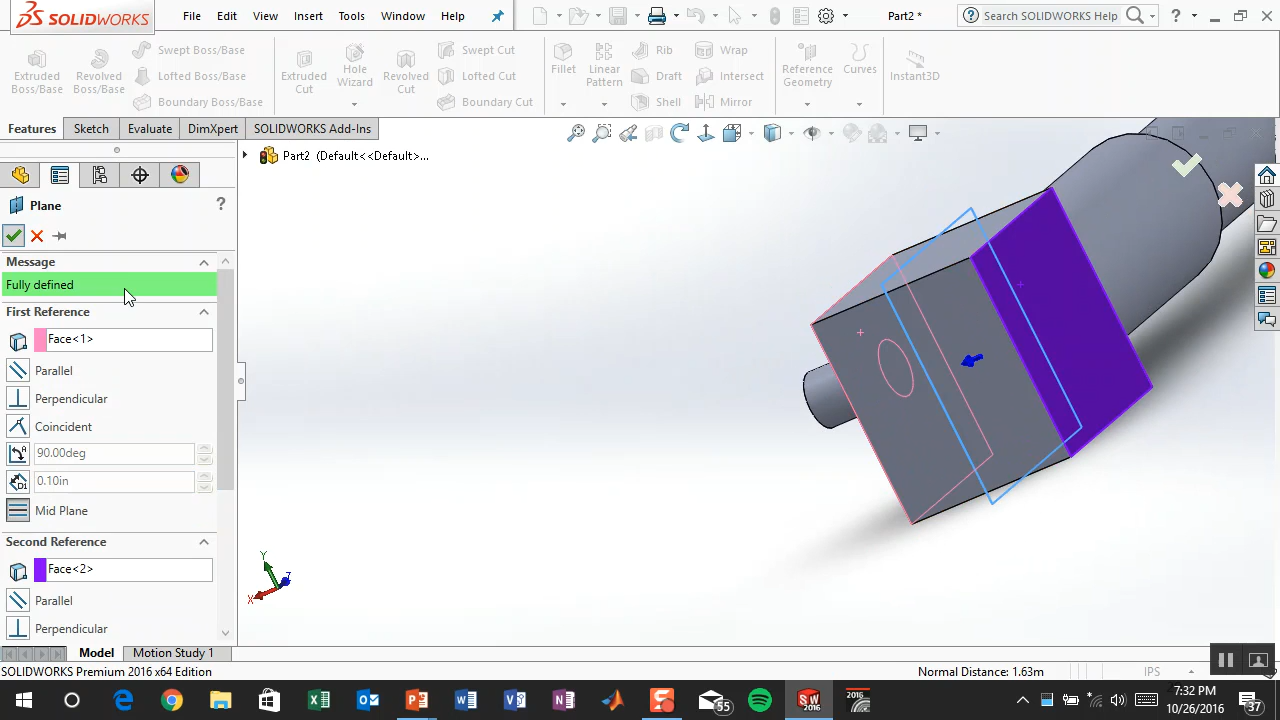 SOLIDWORKS File Edit View Insert Tools Window Help Part2 * Search SOLIDWORKS Help
Extruded Boss/Base
Revolved Boss/Base
Swept Boss/Base
Lofted Boss/Base
Boundary Boss/Base
Extruded Cut
Hole Wizard
Revolved Cut
Swept Cut
Lofted Cut
Boundary Cut
Fillet
Linear Pattern
Rib
Draft
Shell
Wrap
Intersect
Mirror
Reference Geometry
Curves
Instant3D
Features Sketch Evaluate DimXpert SOLIDWORKS Add-Ins
Part2 (Default<<Default>...
Plane
Message
Fully defined
First Reference
Face<1>
Parallel
Perpendicular
Coincident
90.00deg
0.10in
Mid Plane
Second Reference
Face<2>
Parallel
Perpendicular
Y
Z
X
Model Motion Study 1
SOLIDWORKS Premium 2016 x64 Edition Normal Distance: 1.63m IPS
55
SW 2016
2016
7:32 PM
10/26/2016
37